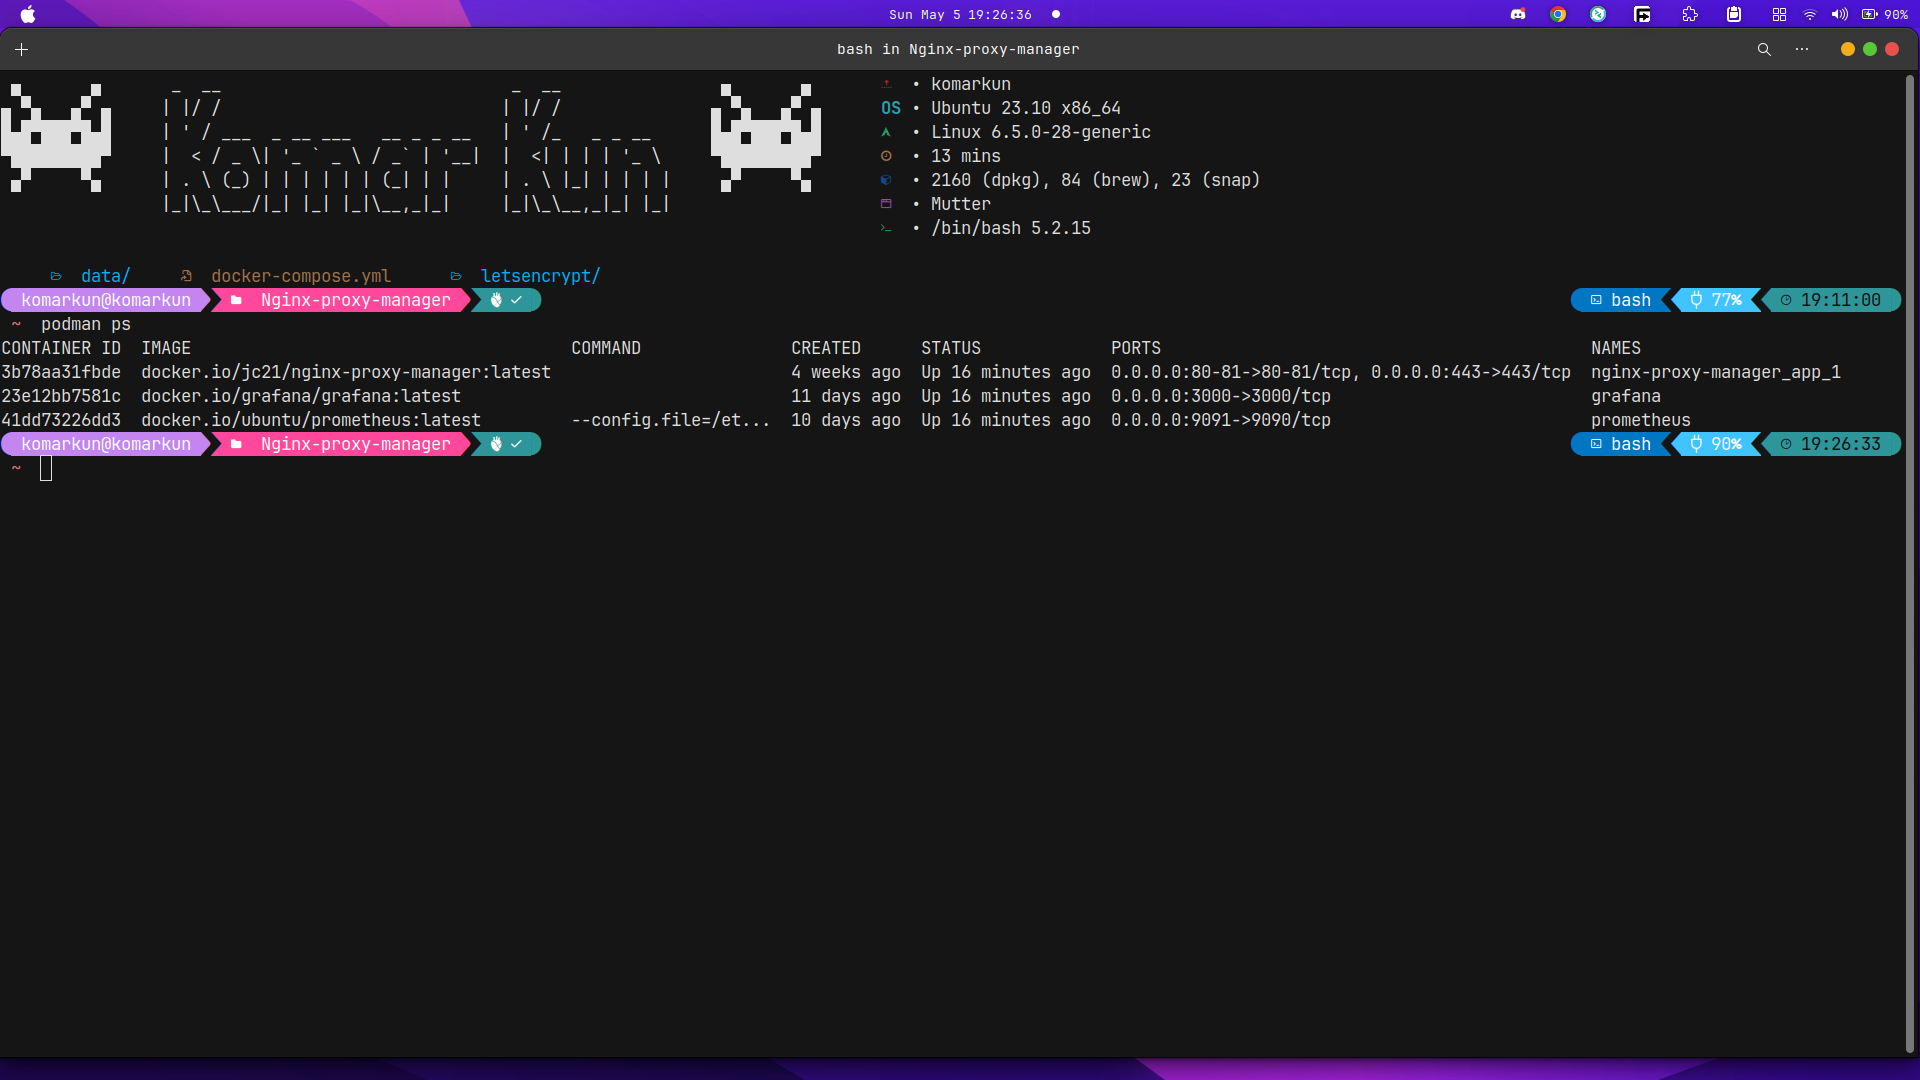 Sun May 5 19:26:36
90%
bash in Nginx-proxy-manager
Komar Kun
• komarkun
OS • Ubuntu 23.10 x86_64
• Linux 6.5.0-28-generic
• 13 mins
• 2160 (dpkg), 84 (brew), 23 (snap)
• Mutter
• /bin/bash 5.2.15
data/ docker-compose.yml letsencrypt/
komarkun@komarkun Nginx-proxy-manager bash 77% 19:11:00
~ podman ps
CONTAINER ID IMAGE COMMAND CREATED STATUS PORTS NAMES
3b78aa31fbde docker.io/jc21/nginx-proxy-manager:latest 4 weeks ago Up 16 minutes ago 0.0.0.0:80-81->80-81/tcp, 0.0.0.0:443->443/tcp nginx-proxy-manager_app_1
23e12bb7581c docker.io/grafana/grafana:latest 11 days ago Up 16 minutes ago 0.0.0.0:3000->3000/tcp grafana
41dd73226dd3 docker.io/ubuntu/prometheus:latest --config.file=/et... 10 days ago Up 16 minutes ago 0.0.0.0:9091->9090/tcp prometheus
komarkun@komarkun Nginx-proxy-manager bash 90% 19:26:33
~